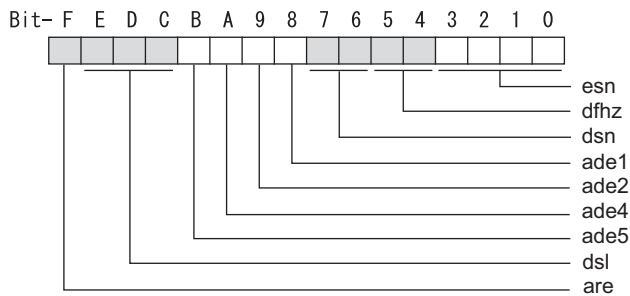 Bit- F E D C B A 9 8 7 6 5 4 3 2 1 0
esn
dfhz
dsn
ade1
ade2
ade4
ade5
dsl
are